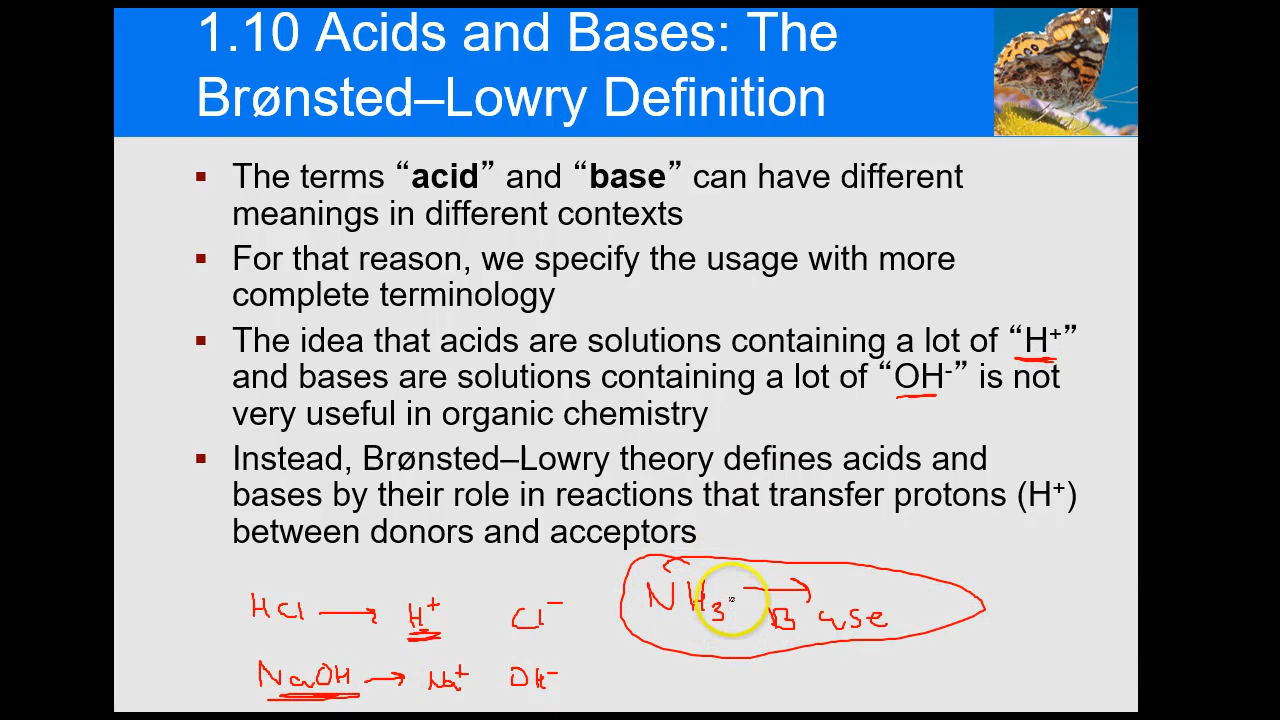 1.10 Acids and Bases: The
Brønsted–Lowry Definition
▪ The terms “acid” and “base” can have different
meanings in different contexts
▪ For that reason, we specify the usage with more
complete terminology
▪ The idea that acids are solutions containing a lot of “H⁺”
and bases are solutions containing a lot of “OH⁻” is not
very useful in organic chemistry
▪ Instead, Brønsted–Lowry theory defines acids and
bases by their role in reactions that transfer protons (H⁺)
between donors and acceptors
NH₃ → Base
HCl → H⁺ Cl⁻
NaOH → Na⁺ OH⁻